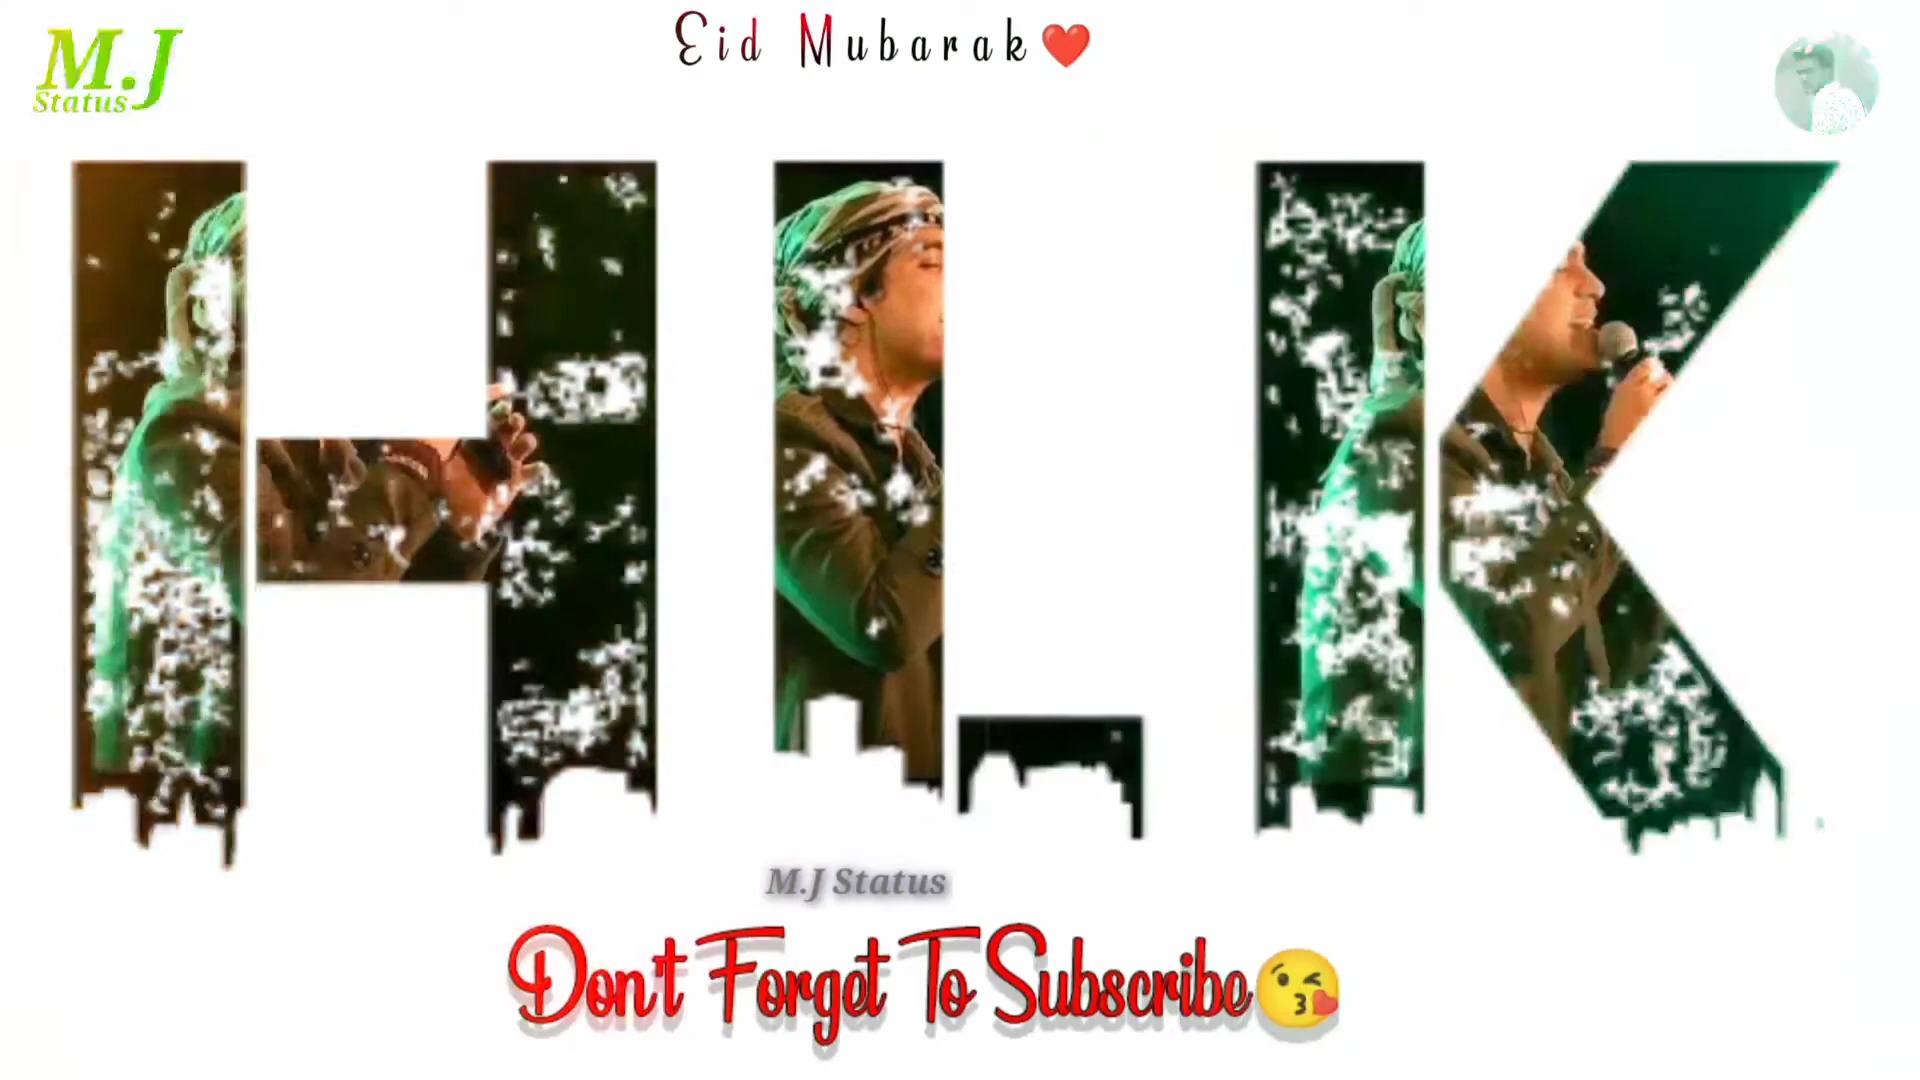 Eid Mubarak❤️
M.J
Status
HLK
M.J Status
Don't Forget To Subscribe😘